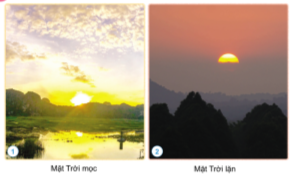 1
2
Mặt Trời mọc
Mặt Trời lặn